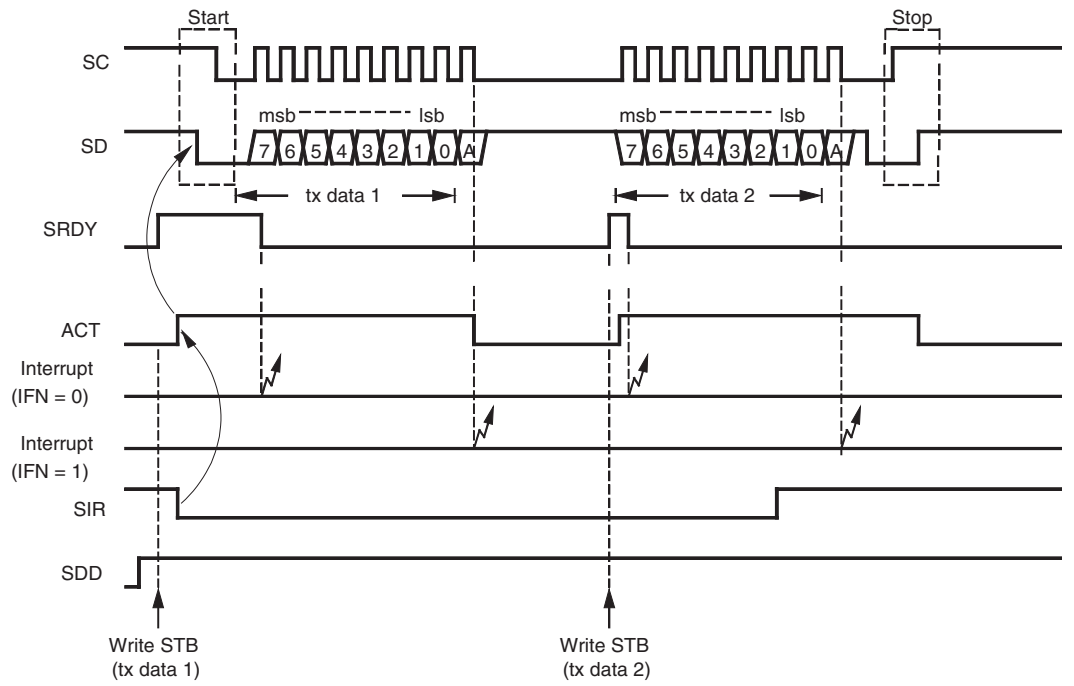 Start
Stop
SC
msb
lsb
msb
lsb
SD
7 6 5 4 3 2 1 0 A
7 6 5 4 3 2 1 0 A
tx data 1
tx data 2
SRDY
ACT
Interrupt
(IFN = 0)
Interrupt
(IFN = 1)
SIR
SDD
Write STB
(tx data 1)
Write STB
(tx data 2)